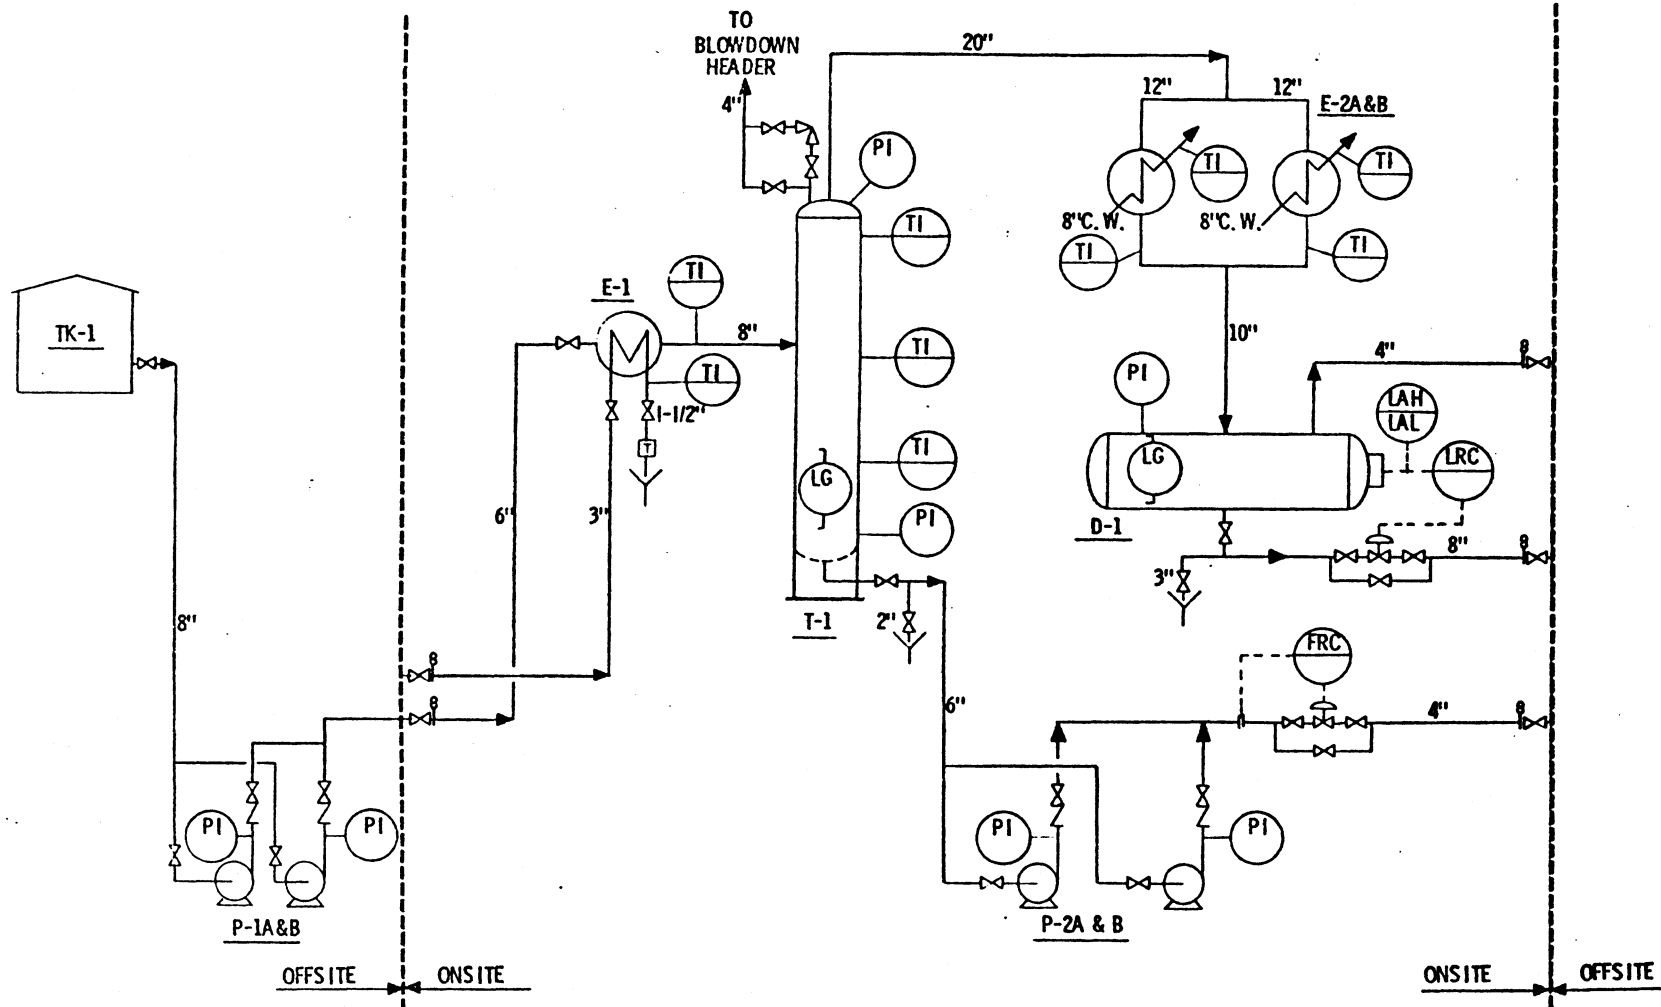 TO
BLOWDOWN
HEADER
4"
20"
12"
12"
E-2A&B
PI
TI
TI
TI
8"C.W.
8"C.W.
TI
TI
E-1
TI
8"
TK-1
TI
1-1/2"
T
TI
10"
4"
8
PI
LAH
LAL
LG
LRC
TI
LG
6"
3"
PI
D-1
8"
8
3"
8"
T-1
2"
FRC
8
8
6"
4"
8
PI
PI
PI
PI
P-1A&B
P-2A & B
OFFSITE
ONSITE
ONSITE
OFFSITE